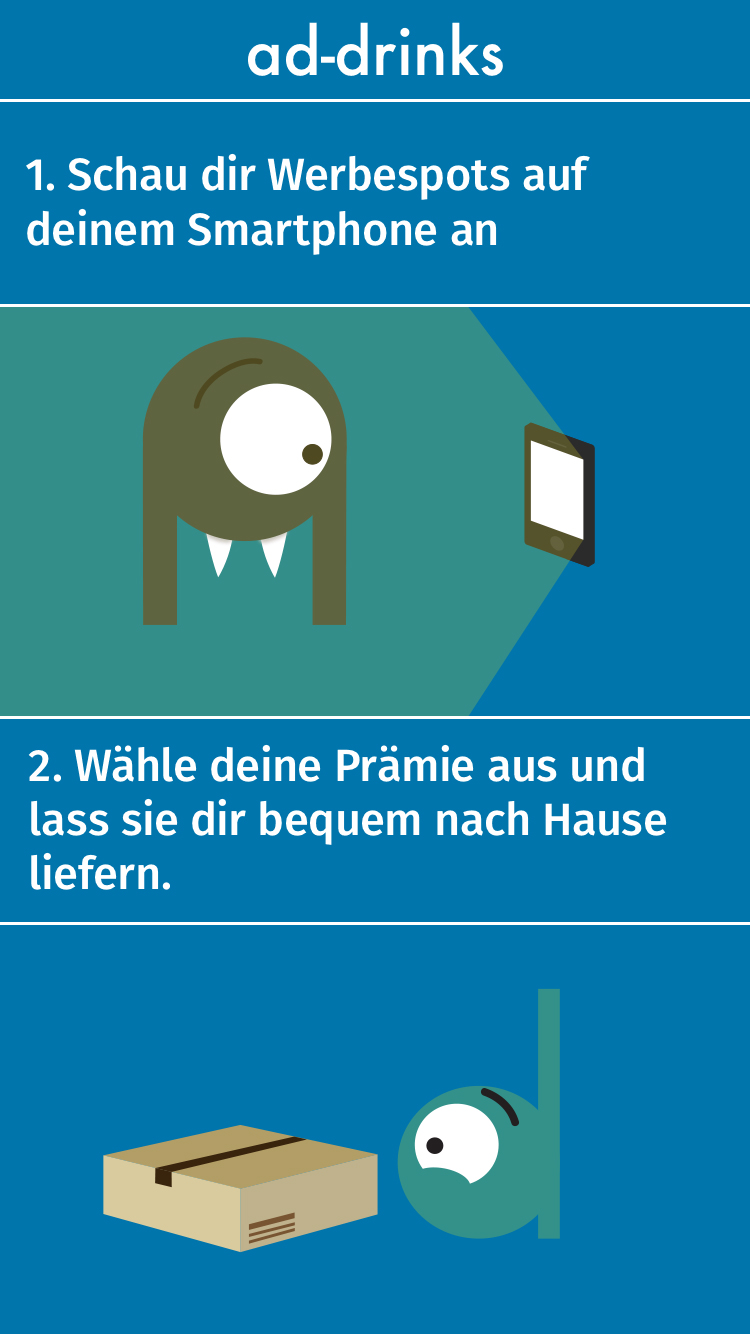 ad-drinks
1. Schau dir Werbespots auf
deinem Smartphone an
2. Wähle deine Prämie aus und
lass sie dir bequem nach Hause
liefern.